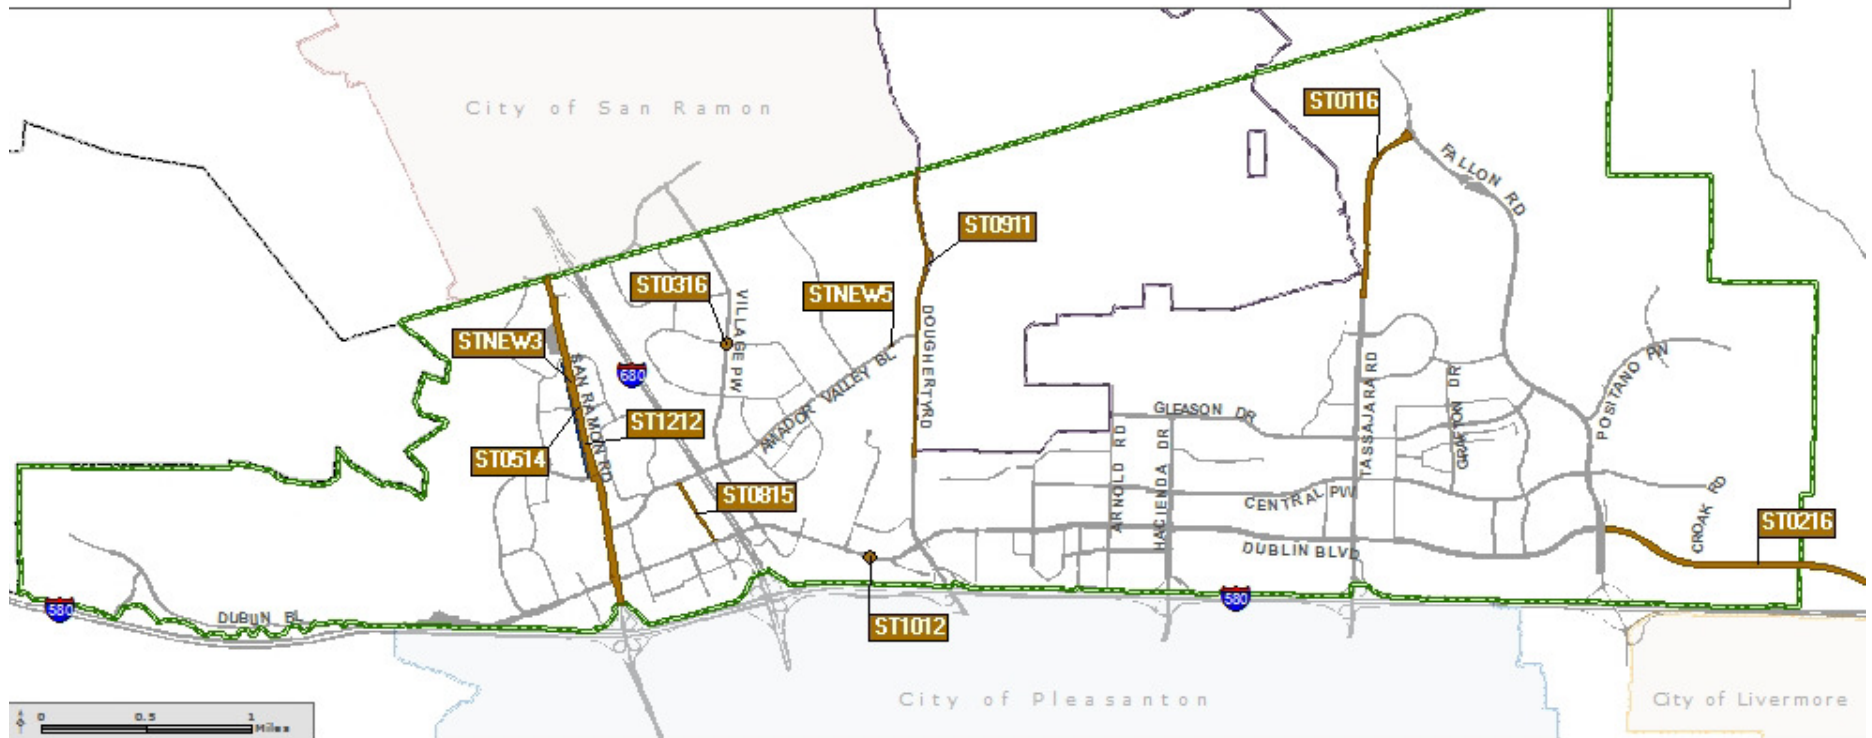 City of San Ramon
ST0116
FALLON RD
ST0911
ST0316
STNEW5
VILLAGE PW
STNEW3
SAN RAMON RD
680
DOUGHERTY RD
AMADOR VALLEY BL
TASSAJARA RD
GRAFTON DR
POSITANO PW
ST1212
GLEASON DR
ST0514
ARNOLD RD
HACIENDA DR
ST0815
CENTRAL PW
CROAK RD
ST0216
DUBLIN BLVD
580
DUBLIN BL
580
ST1012
City of Pleasanton
City of Livermore
0 0.5 1
Miles